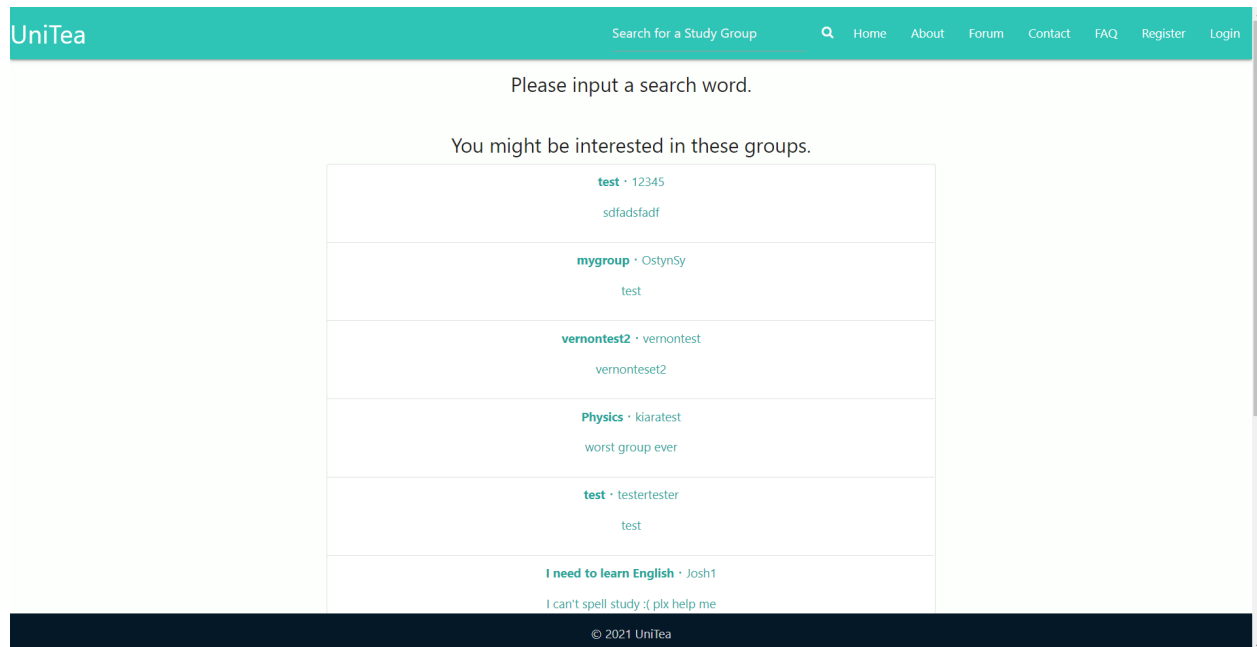 UniTea Search for a Study Group Home About Forum Contact FAQ Register Login
Please input a search word.
You might be interested in these groups.
test · 12345
sdfadsfadf
mygroup · OstynSy
test
vernontest2 · vernontest
vernonteset2
Physics · kiaratest
worst group ever
test · testertester
test
I need to learn English · Josh1
I can't spell study :( plx help me
© 2021 UniTea